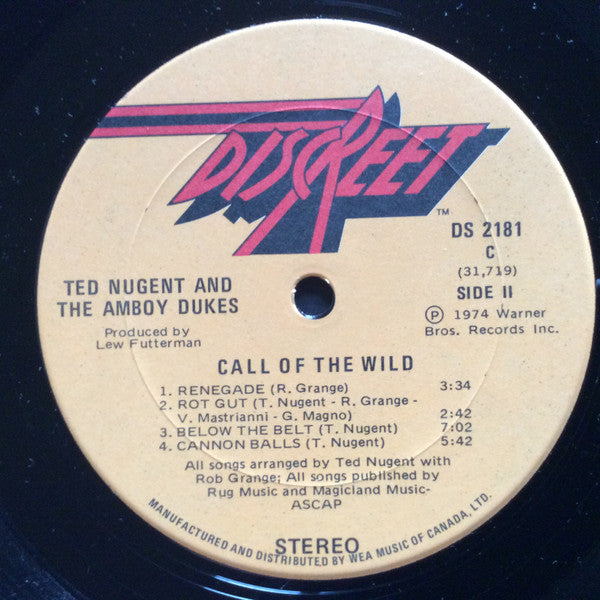 DISCREET
™
DS 2181
C
(31,719)
SIDE II
Ⓟ 1974 Warner
Bros. Records Inc.
TED NUGENT AND
THE AMBOY DUKES
Produced by
Lew Futterman
CALL OF THE WILD
1. RENEGADE (R. Grange) 3:34
2. ROT GUT (T. Nugent - R. Grange -
V. Mastrianni - G. Magno) 2:42
3. BELOW THE BELT (T. Nugent) 7:02
4. CANNON BALLS (T. Nugent) 5:42
All songs arranged by Ted Nugent with
Rob Grange; All songs published by
Rug Music and Magicland Music-
ASCAP
STEREO
MANUFACTURED AND DISTRIBUTED BY WEA MUSIC OF CANADA, LTD.